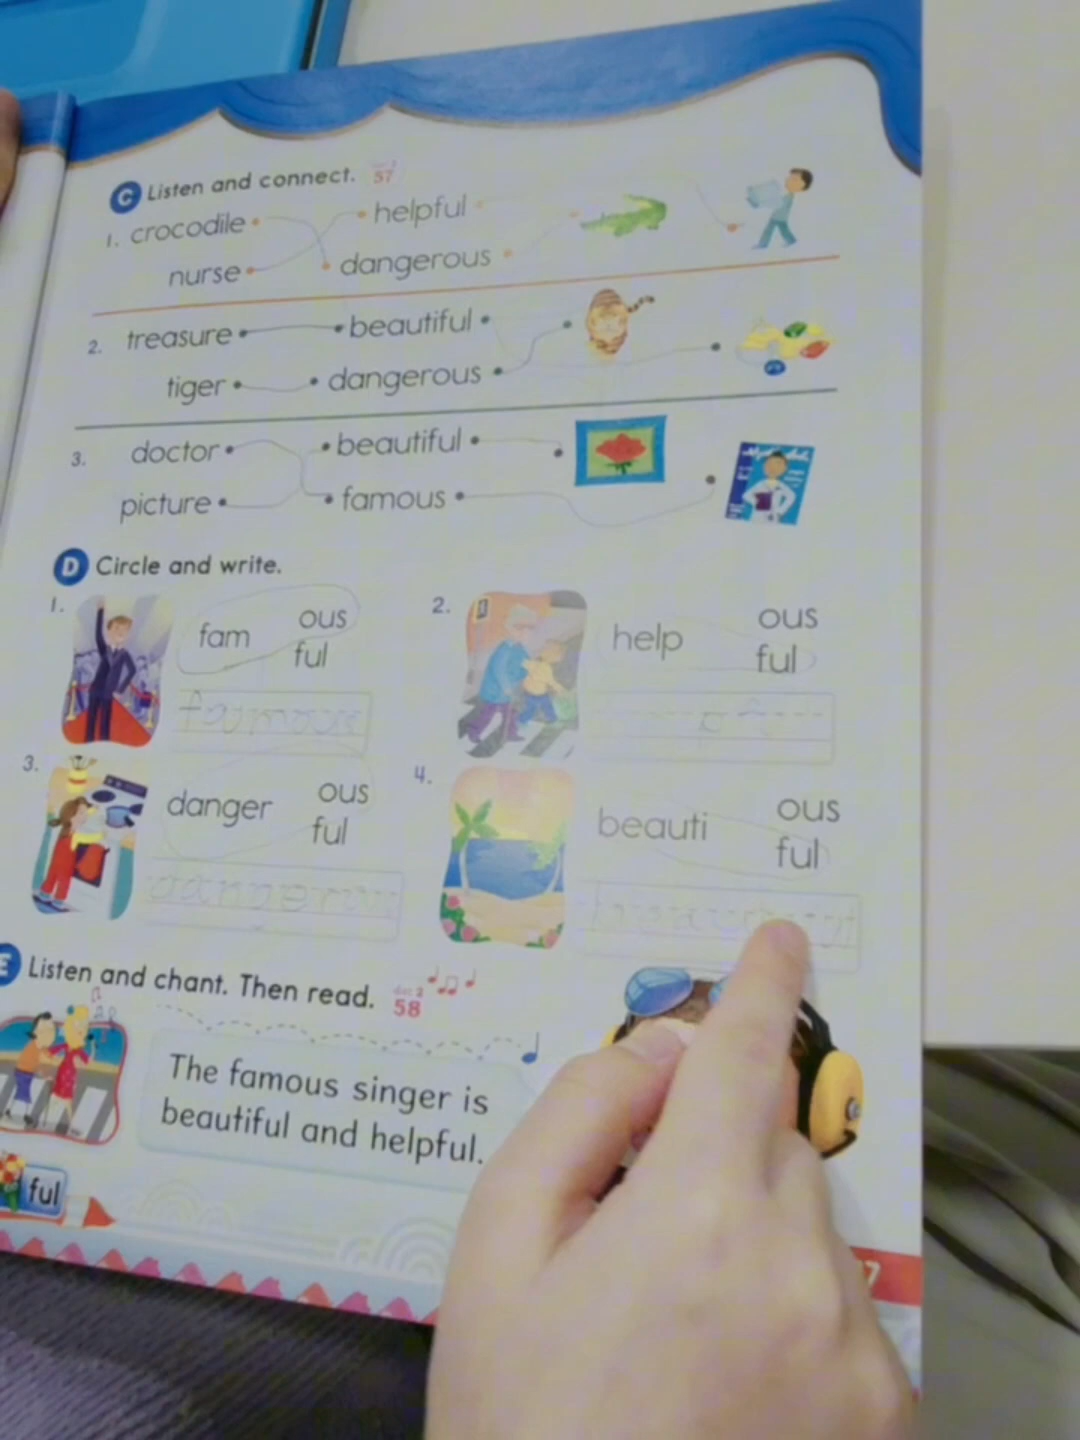 C Listen and connect. 57
1. crocodile helpful
nurse dangerous
2. treasure beautiful
tiger dangerous
3. doctor beautiful
picture famous
D Circle and write.
1. fam ous
ful
famous
2. help ous
ful
3. danger ous
ful
dangerou
4. beauti ous
ful
E Listen and chant. Then read. 58
The famous singer is
beautiful and helpful.
ful
7